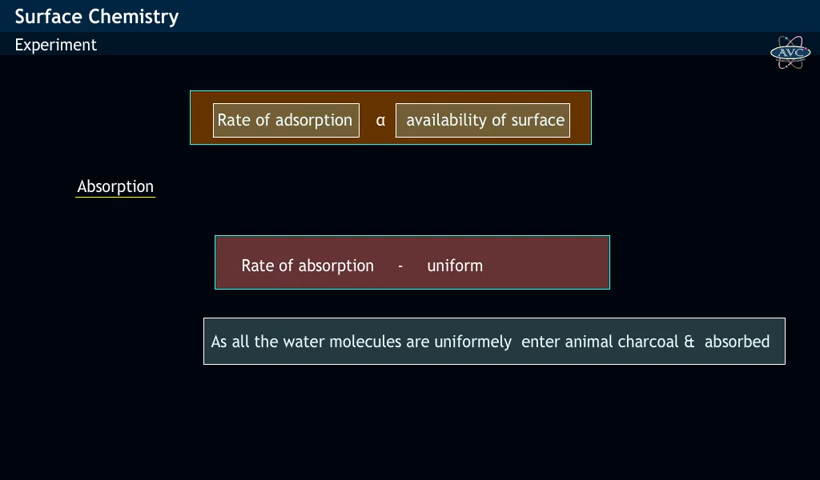 Surface Chemistry
Experiment
AVC
Rate of adsorption α availability of surface
Absorption
Rate of absorption - uniform
As all the water molecules are uniformely enter animal charcoal & absorbed